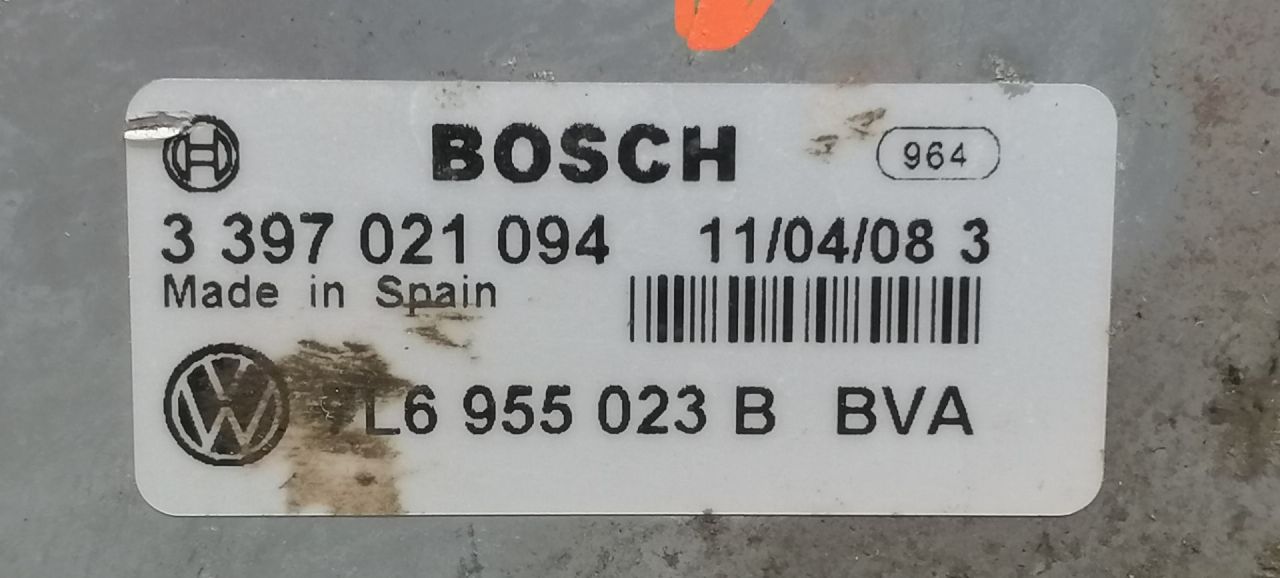 BOSCH 964
3 397 021 094 11/04/08 3
Made in Spain
L6 955 023 B BVA